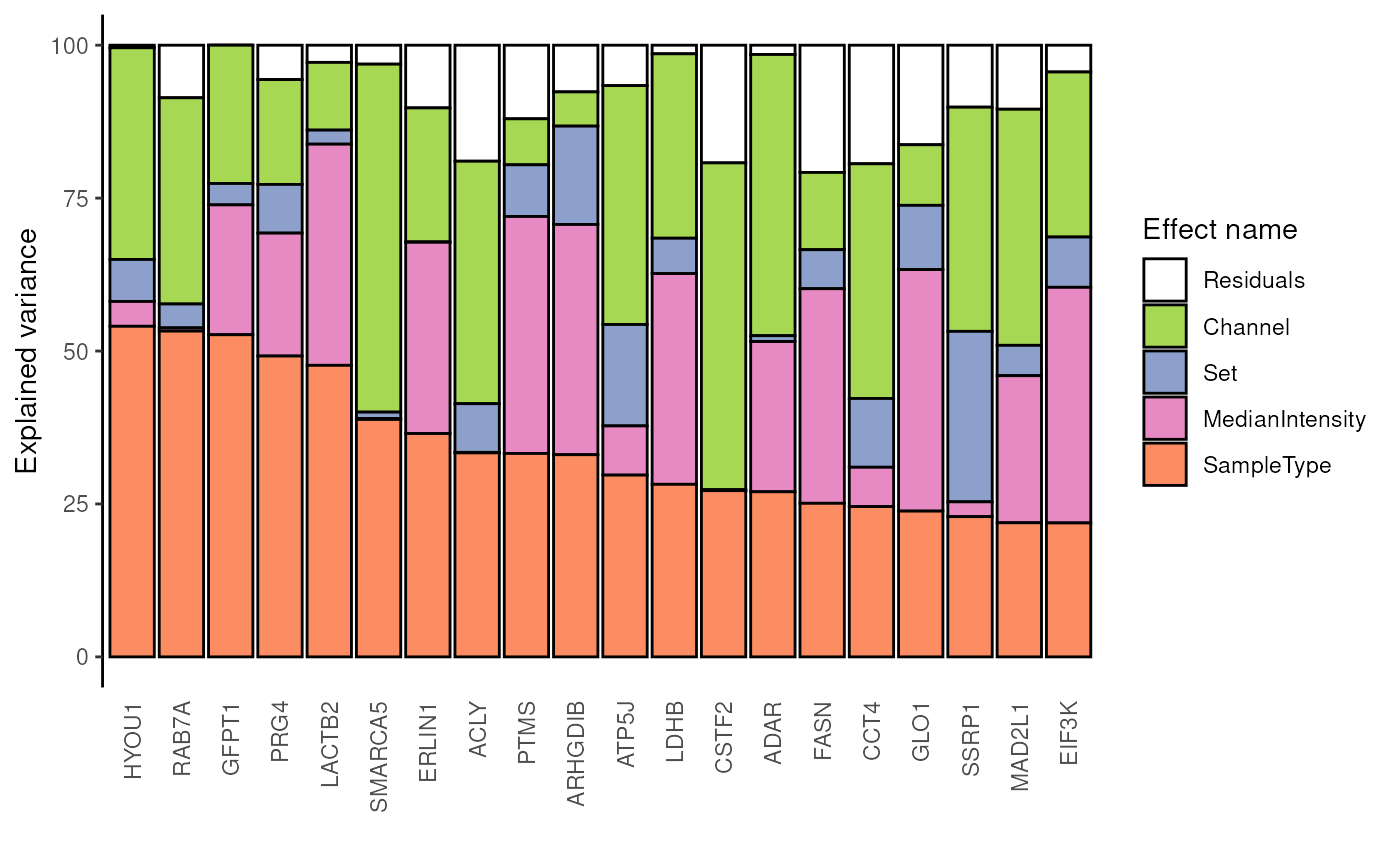 Explained variance
100
75
50
25
0
HYOU1
RAB7A
GFPT1
PRG4
LACTB2
SMARCA5
ERLIN1
ACLY
PTMS
ARHGDIB
ATP5J
LDHB
CSTF2
ADAR
FASN
CCT4
GLO1
SSRP1
MAD2L1
EIF3K
Effect name
Residuals
Channel
Set
MedianIntensity
SampleType